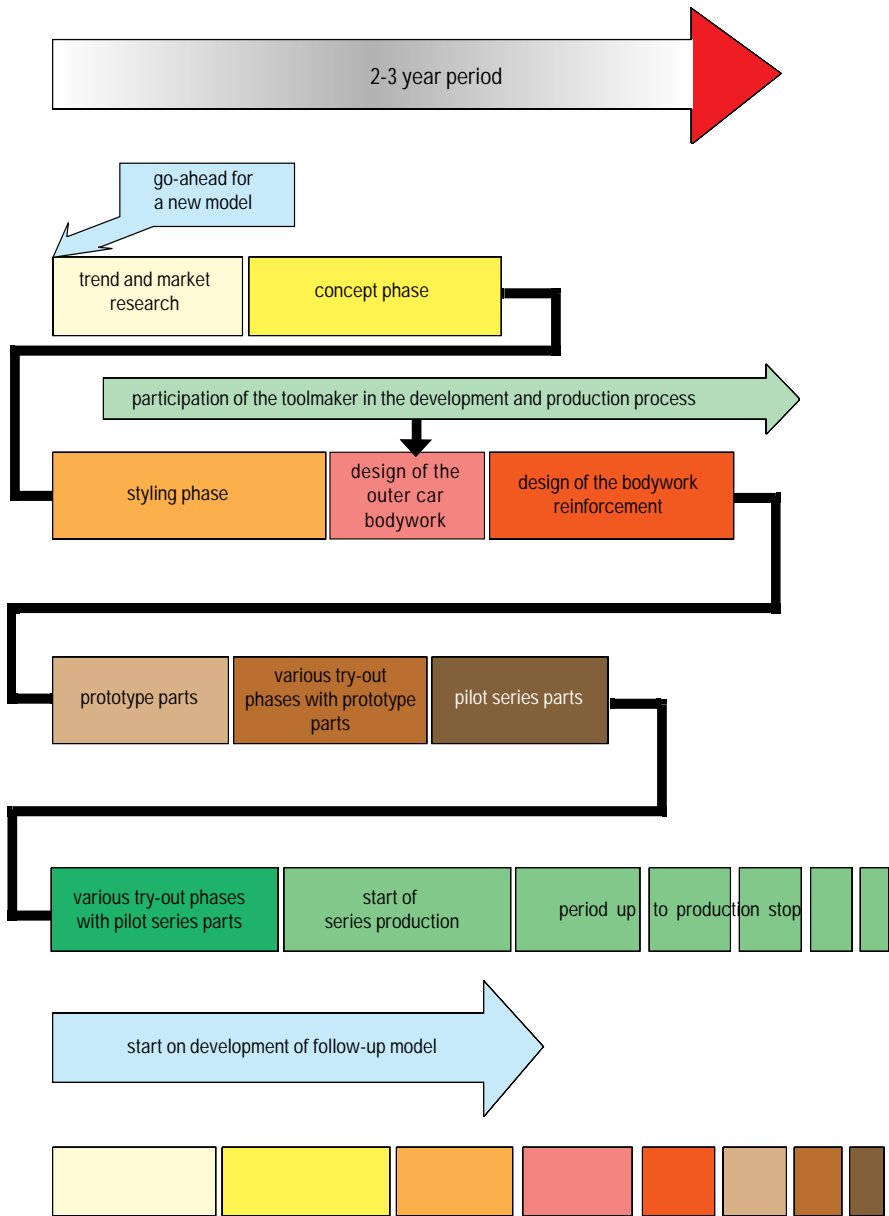 2-3 year period
go-ahead for
a new model
trend and market
research
concept phase
participation of the toolmaker in the development and production process
styling phase
design of the
outer car
bodywork
design of the bodywork
reinforcement
prototype parts
various try-out
phases with prototype
parts
pilot series parts
various try-out phases
with pilot series parts
start of
series production
period up to production stop
start on development of follow-up model